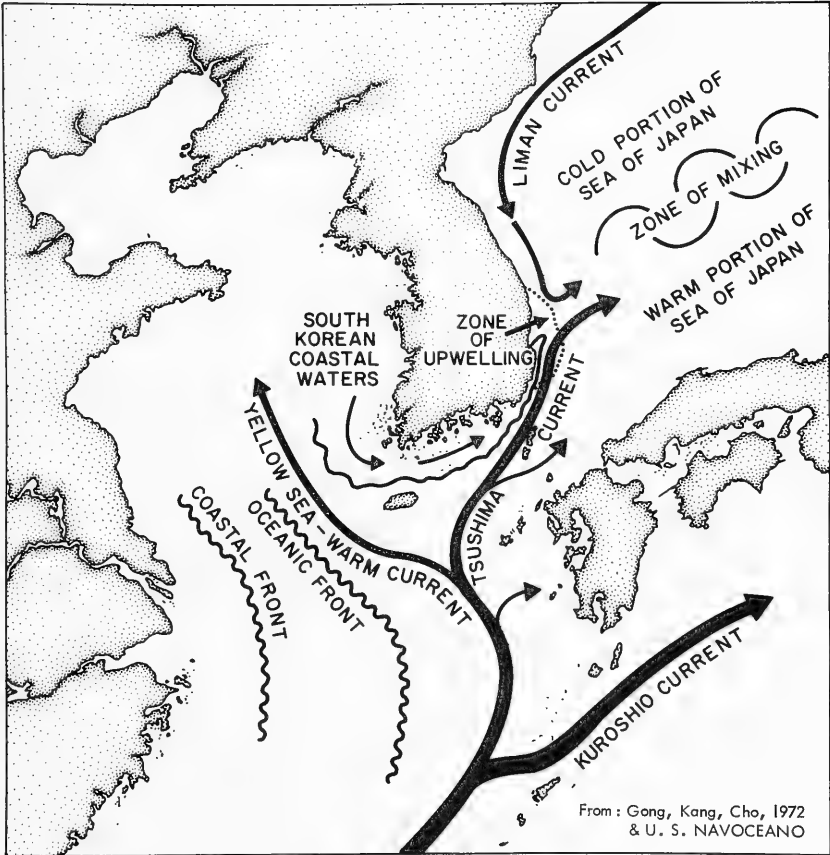 LIMAN CURRENT
COLD PORTION OF
SEA OF JAPAN
ZONE OF MIXING
WARM PORTION OF
SEA OF JAPAN
SOUTH
KOREAN
COASTAL
WATERS
ZONE
OF
UPWELLING
TSUSHIMA CURRENT
YELLOW SEA - WARM CURRENT
OCEANIC FRONT
COASTAL FRONT
KUROSHIO CURRENT
From: Gong, Kang, Cho, 1972
& U. S. NAVOCEANO